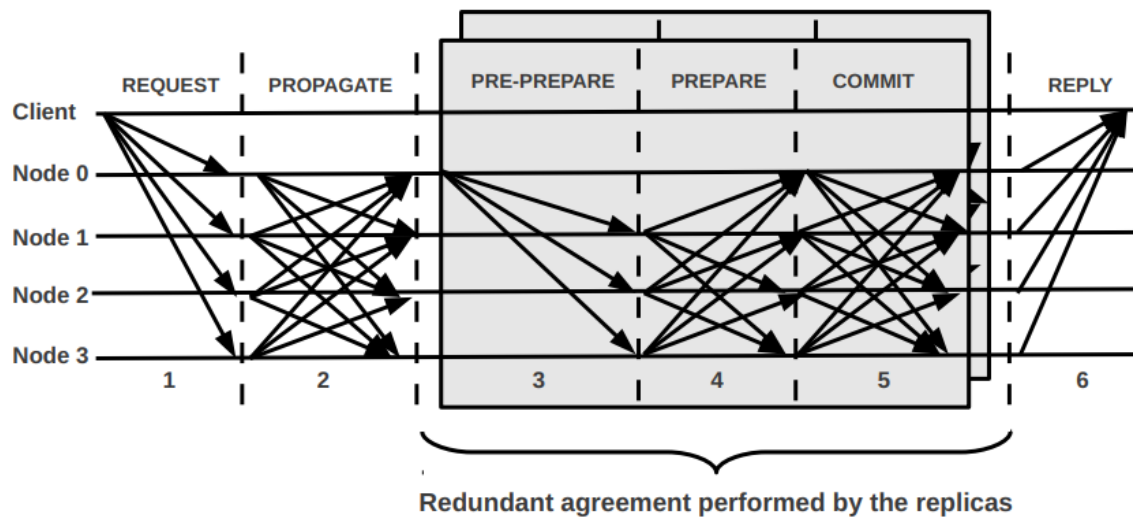 REQUEST PROPAGATE PRE-PREPARE PREPARE COMMIT REPLY
Client
Node 0
Node 1
Node 2
Node 3
1 2 3 4 5 6
Redundant agreement performed by the replicas